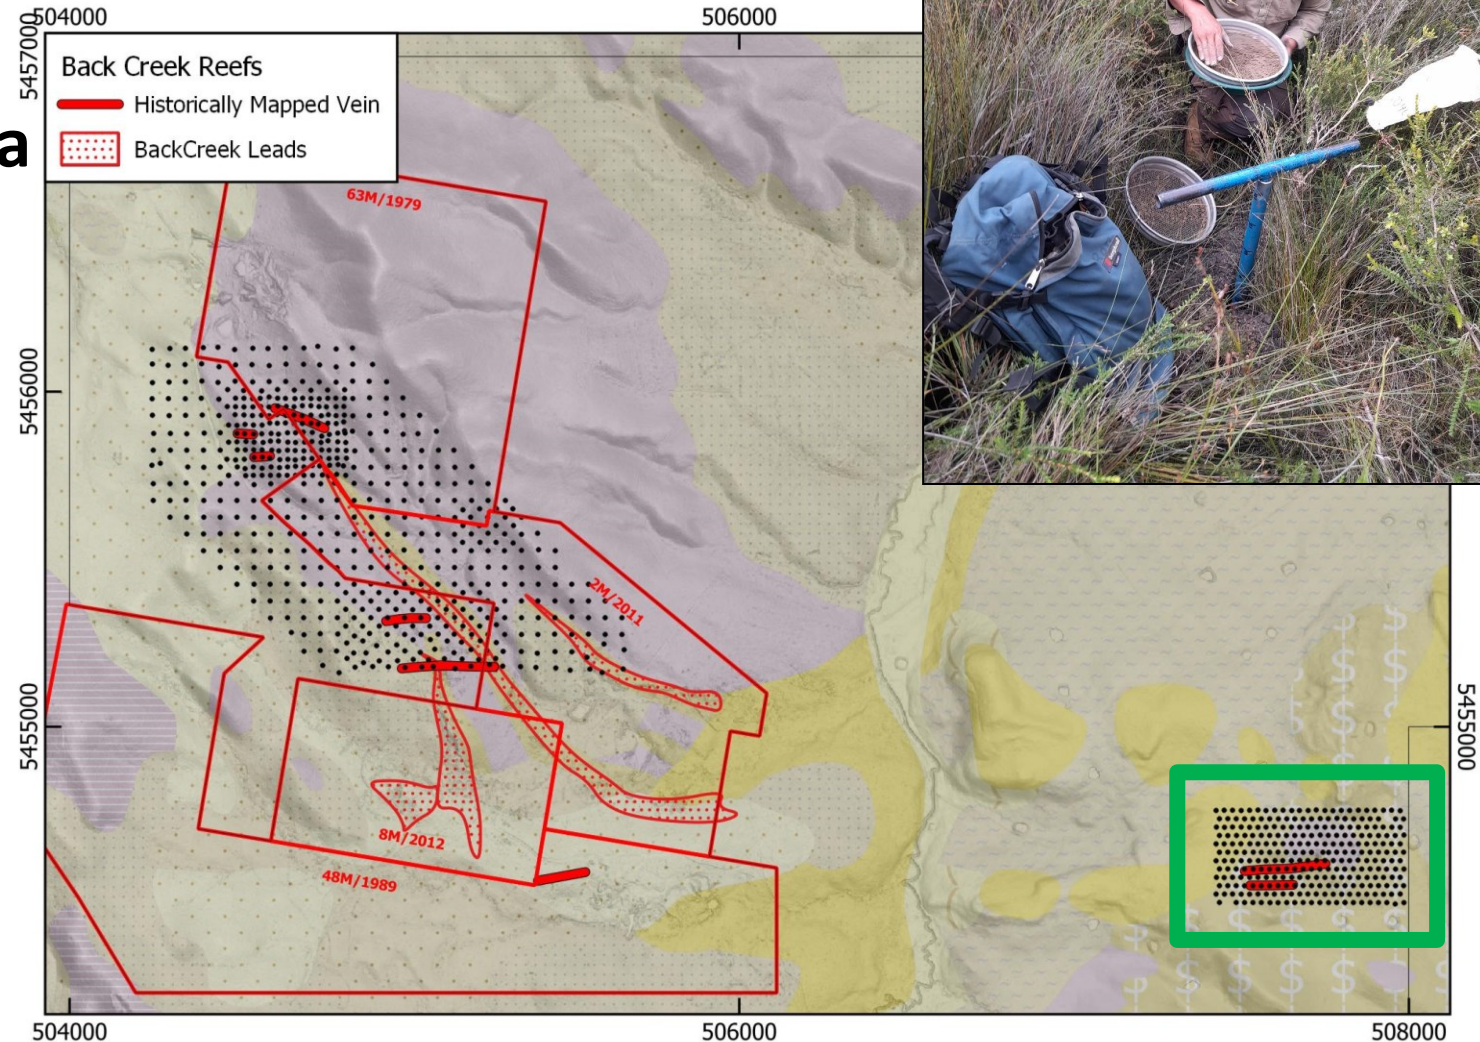 504000
506000
5457000
Back Creek Reefs
Historically Mapped Vein
BackCreek Leads
a
63M/1979
5456000
2M/2011
5455000
5455000
8M/2012
48M/1989
$ $
$ $
$ $
$ $ $ $ $ $
504000
506000
508000